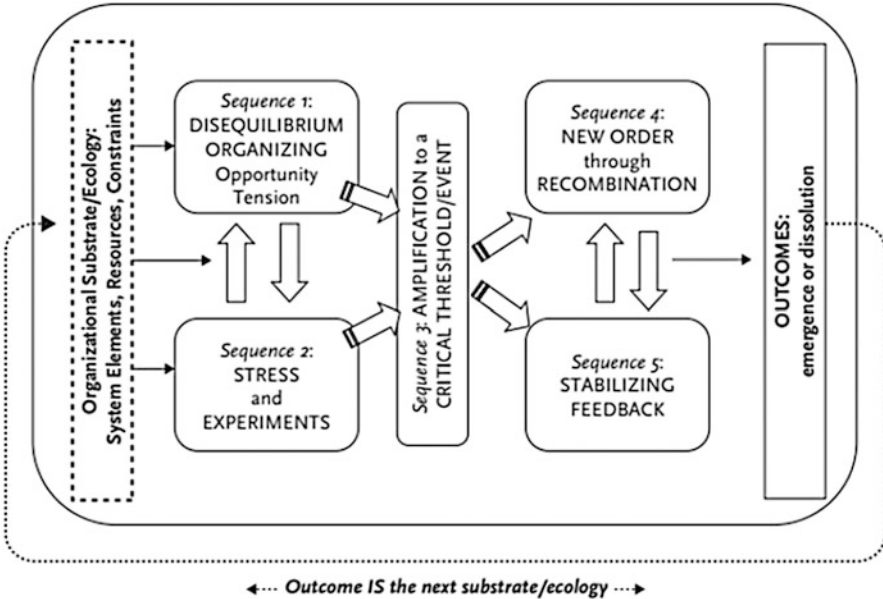 Organizational Substrate/Ecology:
System Elements, Resources, Constraints
Sequence 1:
DISEQUILIBRIUM
ORGANIZING
Opportunity
Tension
Sequence 2:
STRESS
and
EXPERIMENTS
Sequence 3: AMPLIFICATION to a
CRITICAL THRESHOLD/EVENT
Sequence 4:
NEW ORDER
through
RECOMBINATION
Sequence 5:
STABILIZING
FEEDBACK
OUTCOMES:
emergence or dissolution
Outcome IS the next substrate/ecology